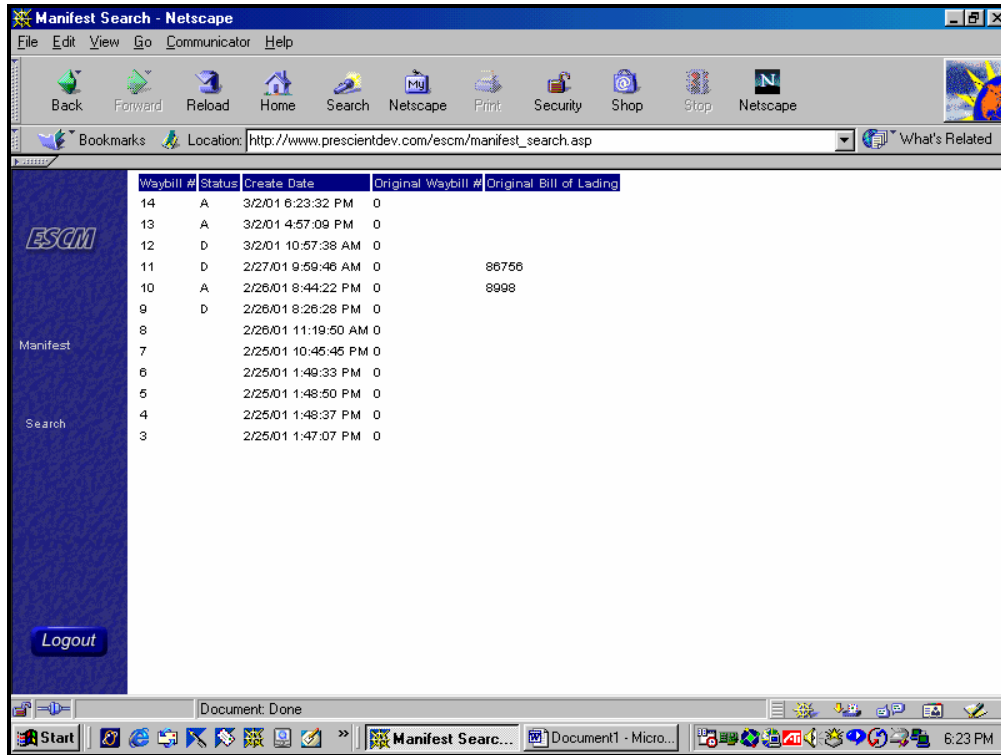 Manifest Search - Netscape
File Edit View Go Communicator Help
My N
Back Forward Reload Home Search Netscape Print Security Shop Stop Netscape
Bookmarks Location: http://www.prescientdev.com/escm/manifest_search.asp What's Related
Waybill # Status Create Date Original Waybill # Original Bill of Lading
14 A 3/2/01 6:23:32 PM 0
13 A 3/2/01 4:57:09 PM 0
ESCM
12 D 3/2/01 10:57:38 AM 0
11 D 2/27/01 9:59:46 AM 0 86756
10 A 2/26/01 8:44:22 PM 0 8998
9 D 2/26/01 8:26:28 PM 0
8 2/26/01 11:19:50 AM 0
Manifest
7 2/25/01 10:45:45 PM 0
6 2/25/01 1:49:33 PM 0
5 2/25/01 1:48:50 PM 0
4 2/25/01 1:48:37 PM 0
Search
3 2/25/01 1:47:07 PM 0
Logout
Document: Done
Start » Manifest Searc... Document1 - Micro... ATI 6:23 PM